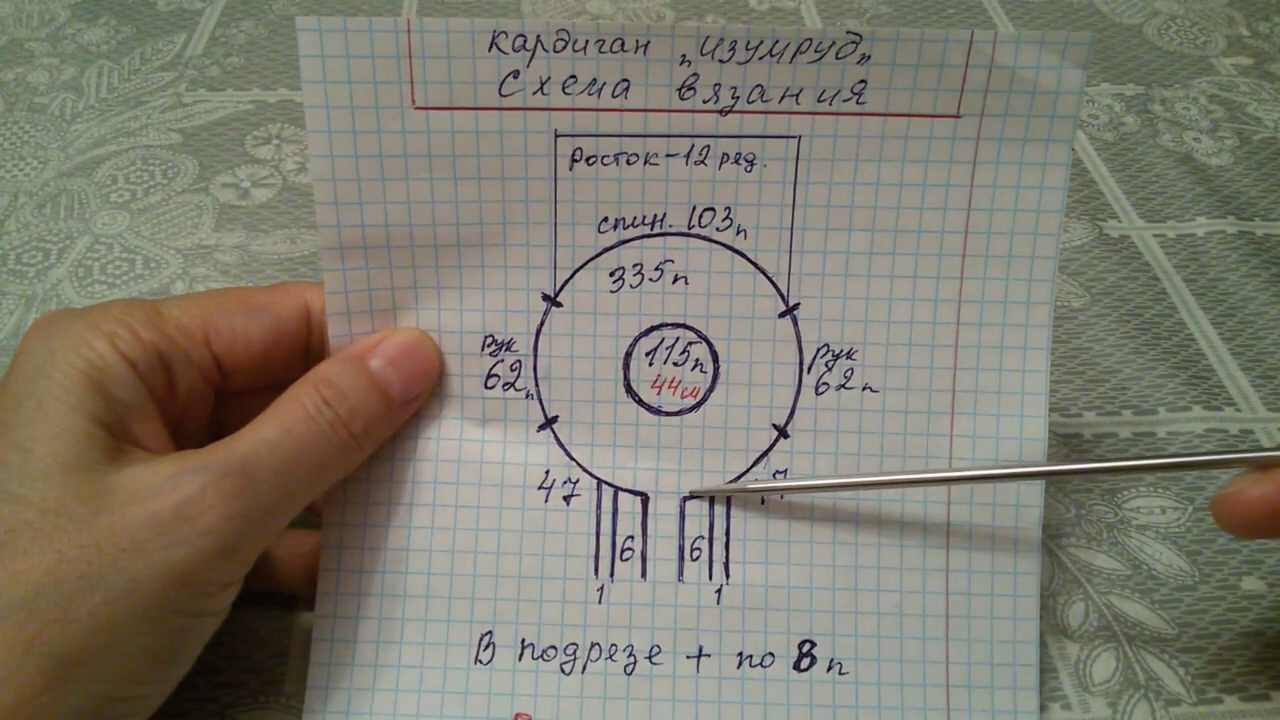 кардиган „ИЗУМРУД"
Схема вязания
Росток-12 ряд.
спин. 103п
335п
рук
62п
115п
44см
рук
62п
47
6
6
1
1
В подрезе + по 8п